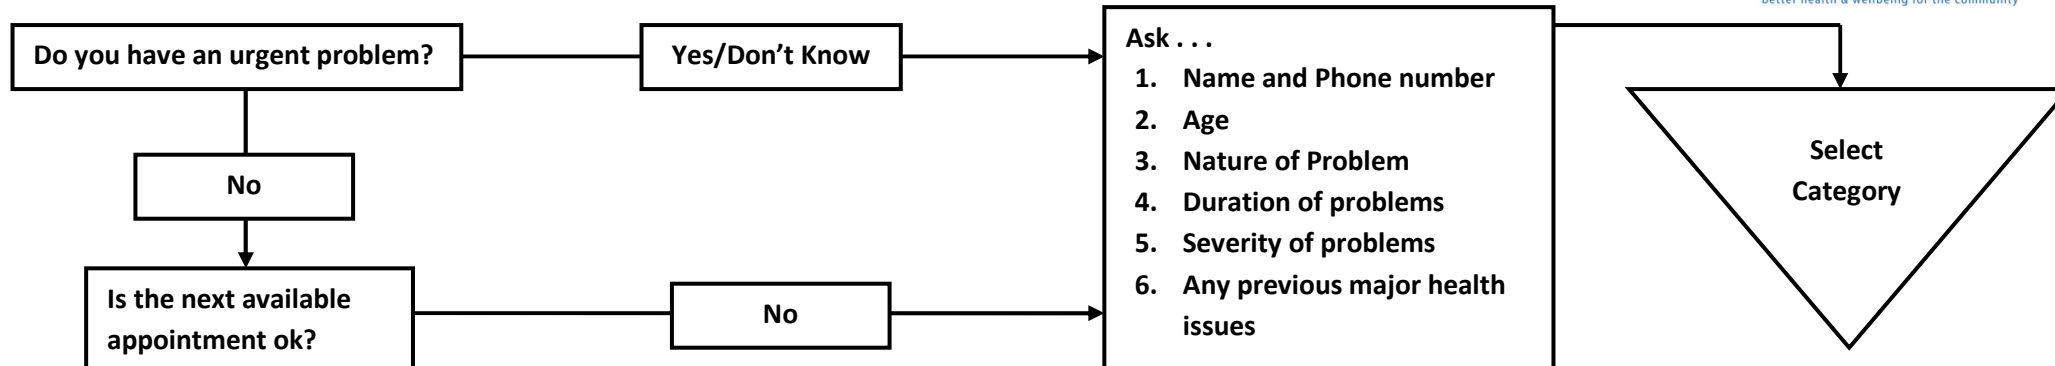 better health & wellbeing for the community
Do you have an urgent problem?
Yes/Don't Know
Ask . . .
1. Name and Phone number
2. Age
3. Nature of Problem
4. Duration of problems
5. Severity of problems
6. Any previous major health
issues
Select
Category
No
Is the next available
appointment ok?
No